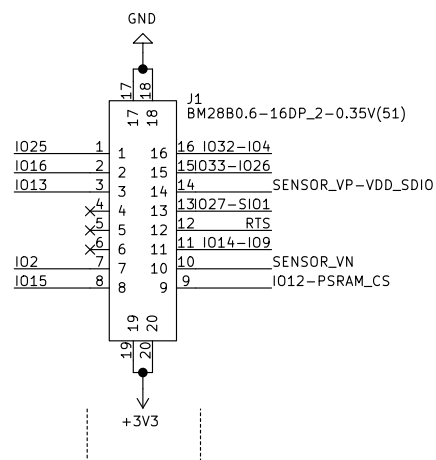 GND
17 18
J1
BM28B0.6-16DP_2-0.35V(51)
17 18
IO25 1 1 16 16 IO32-IO4
IO16 2 2 15 15 IO33-IO26
IO13 3 3 14 14 SENSOR_VP-VDD_SDIO
4 4 13 13 IO27-SIO1
5 5 12 12 RTS
6 6 11 11 IO14-IO9
IO2 7 7 10 10 SENSOR_VN
IO15 8 8 9 9 IO12-PSRAM_CS
19 20
19 20
+3V3